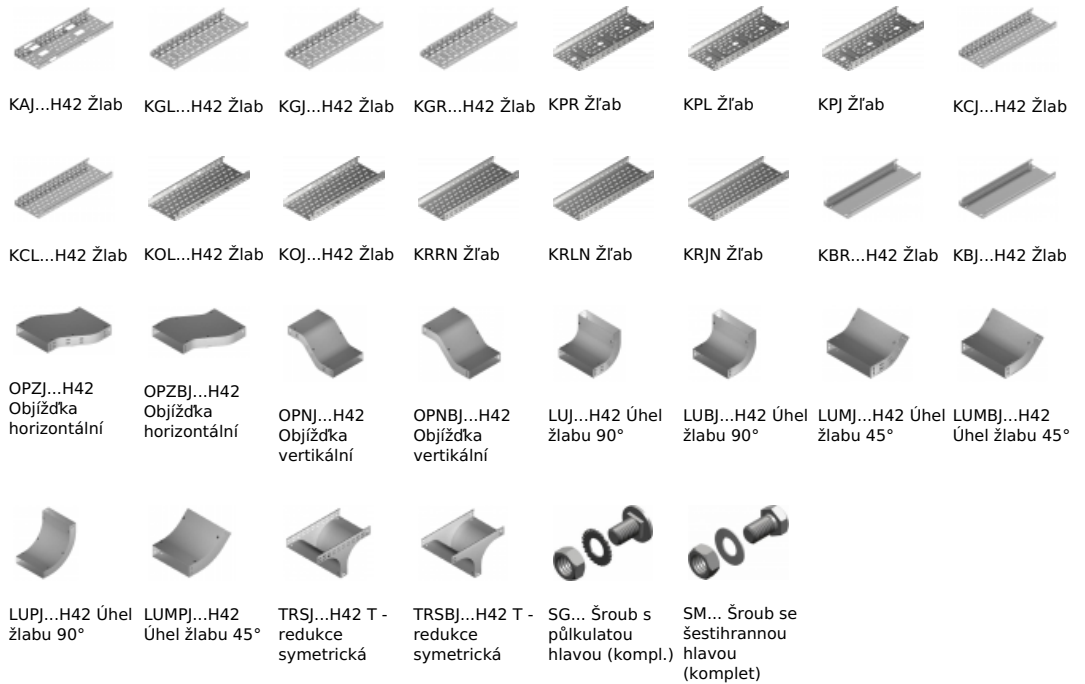 KAJ...H42 Žlab
KGL...H42 Žlab
KGJ...H42 Žlab
KGR...H42 Žlab
KPR Žľab
KPL Žľab
KPJ Žľab
KCJ...H42 Žlab
KCL...H42 Žlab
KOL...H42 Žlab
KOJ...H42 Žlab
KRRN Žľab
KRLN Žľab
KRJN Žľab
KBR...H42 Žlab
KBJ...H42 Žlab
OPZJ...H42
Objížďka
horizontální
OPZBJ...H42
Objížďka
horizontální
OPNJ...H42
Objížďka
vertikální
OPNBJ...H42
Objížďka
vertikální
LUJ...H42 Úhel
žlabu 90°
LUBJ...H42 Úhel
žlabu 90°
LUMJ...H42 Úhel
žlabu 45°
LUMBJ...H42
Úhel žlabu 45°
LUPJ...H42 Úhel
žlabu 90°
LUMPJ...H42
Úhel žlabu 45°
TRSJ...H42 T -
redukce
symetrická
TRSBJ...H42 T -
redukce
symetrická
SG... Šroub s
půlkulatou
hlavou (kompl.)
SM... Šroub se
šestihrannou
hlavou
(komplet)